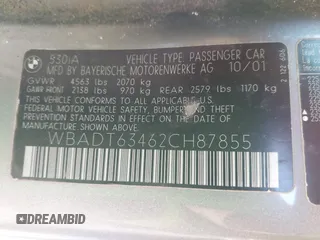 930iA VEHICLE TYPE: PASSENGER CAR
MFD BY BAYERISCHE MOTORENWERKE AG 10/01
GVWR 4563 lbs 2070 kg
GAWR FRONT 2138 lbs 970 kg REAR 2579 lbs 1170 kg
THIS VEHICLE CONFORMS TO ALL APPLICABLE
FEDERAL MOTOR VEHICLE SAFETY, BUMPER AND
THEFT PREVENTION STANDARDS IN EFFECT ON THE
DATE OF MANUFACTURE SHOWN ABOVE.
WBADT63462CH87855
DREAMBID